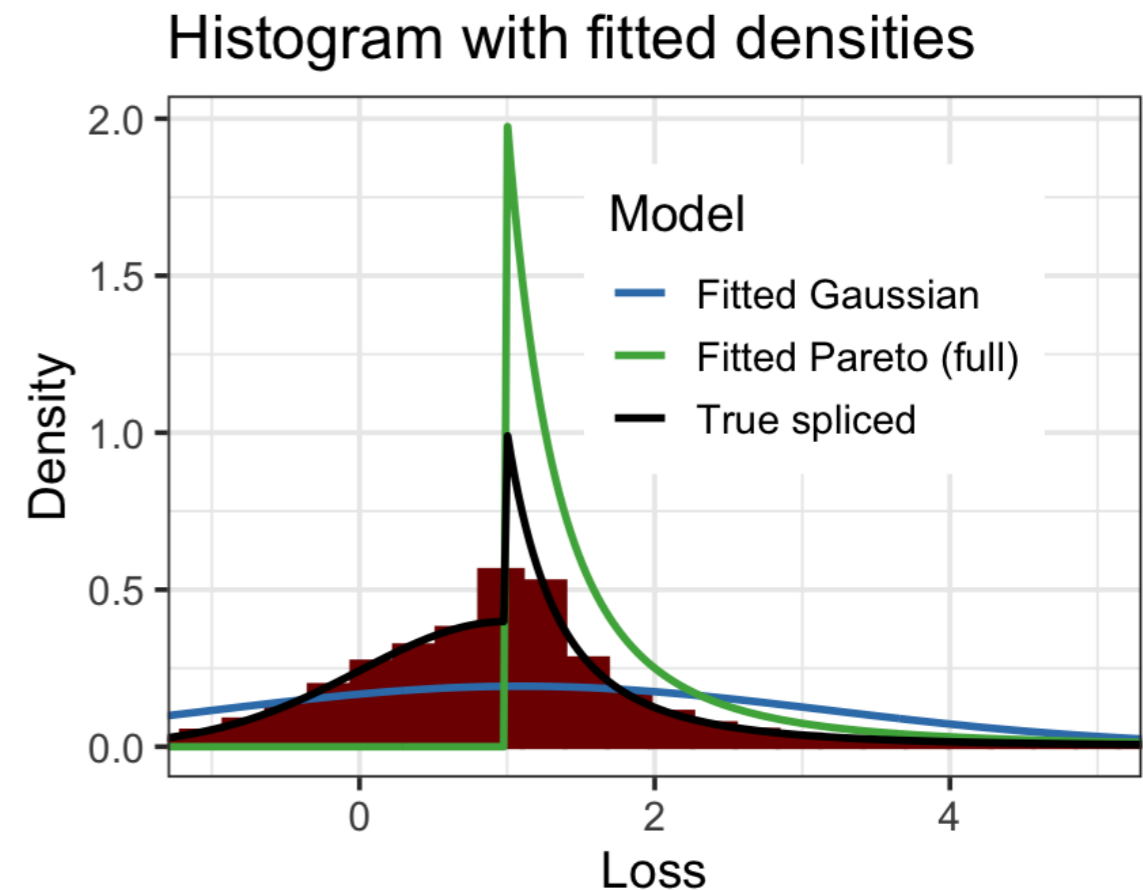 Histogram with fitted densities
2.0
1.5
1.0
0.5
0.0
Density
Model
Fitted Gaussian
Fitted Pareto (full)
True spliced
0 2 4
Loss